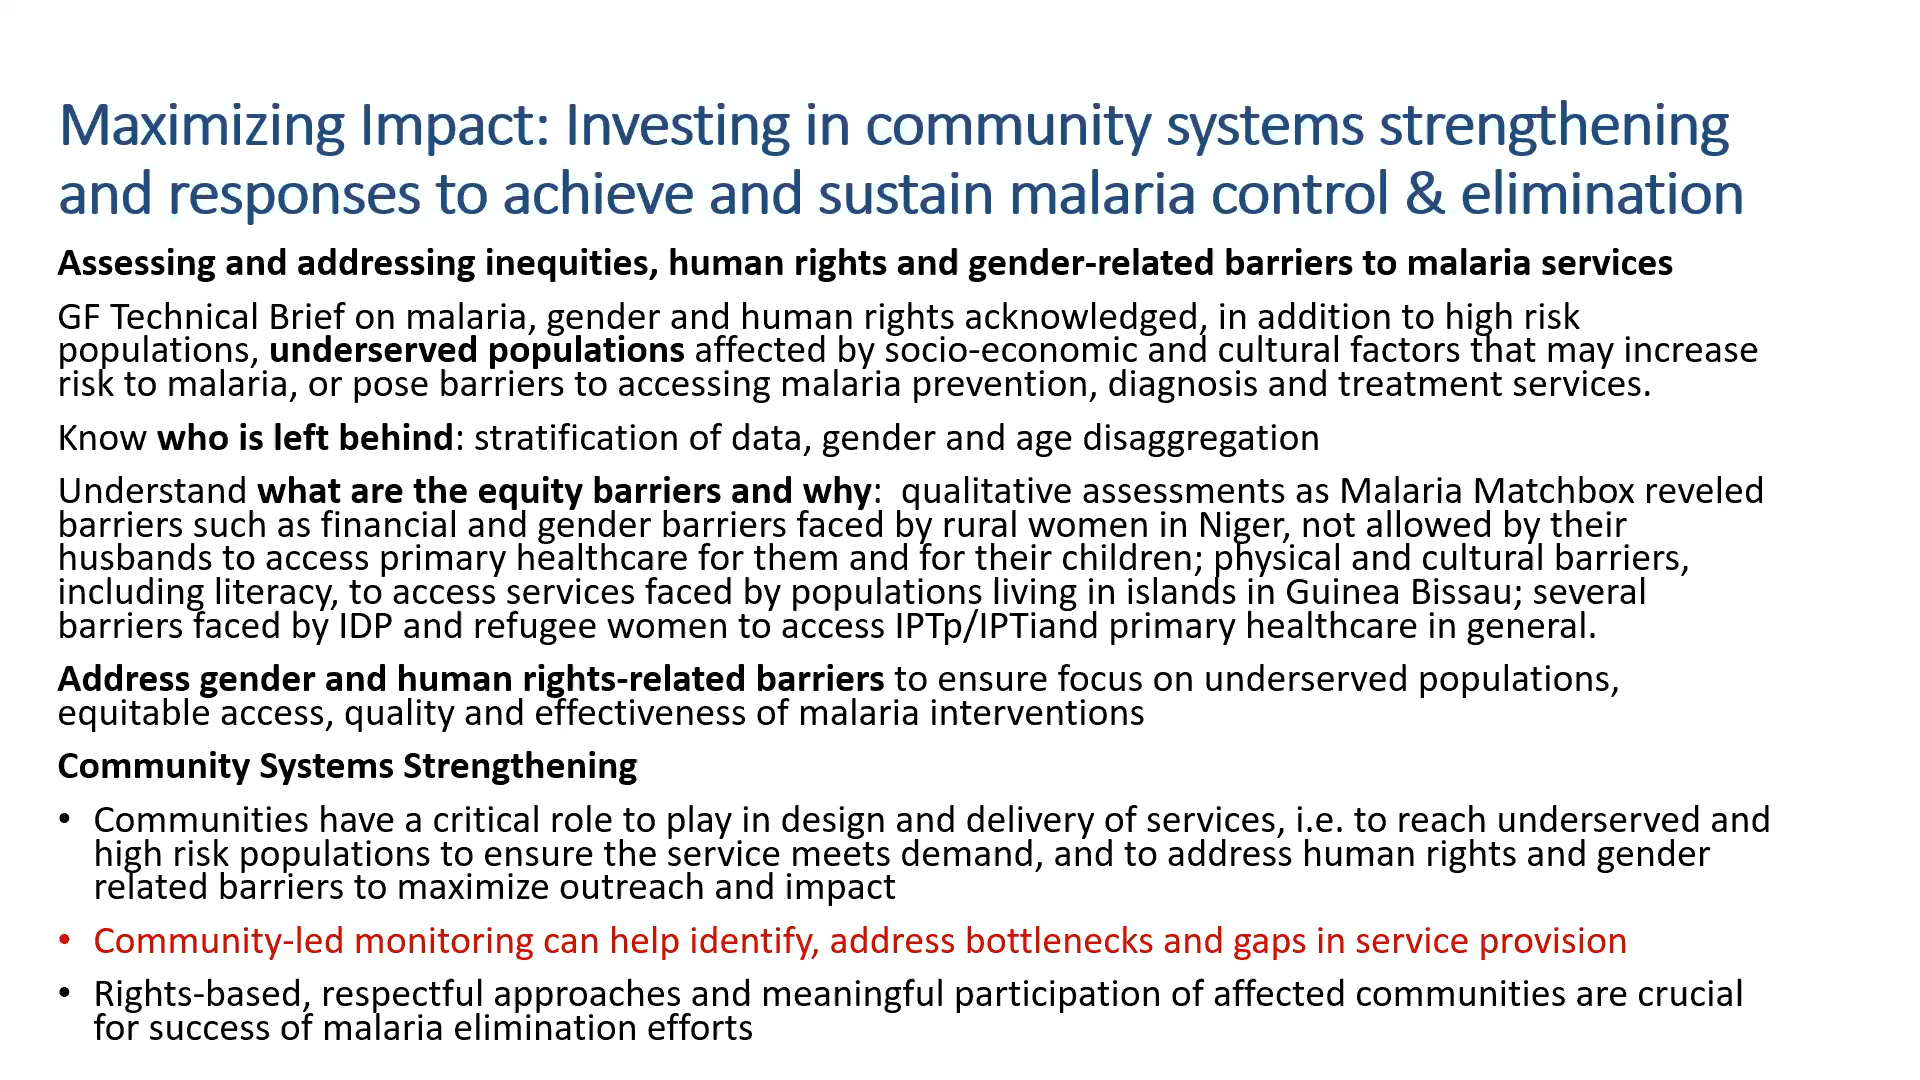 Maximizing Impact: Investing in community systems strengthening
and responses to achieve and sustain malaria control & elimination
Assessing and addressing inequities, human rights and gender-related barriers to malaria services
GF Technical Brief on malaria, gender and human rights acknowledged, in addition to high risk
populations, underserved populations affected by socio-economic and cultural factors that may increase
risk to malaria, or pose barriers to accessing malaria prevention, diagnosis and treatment services.
Know who is left behind: stratification of data, gender and age disaggregation
Understand what are the equity barriers and why:  qualitative assessments as Malaria Matchbox reveled
barriers such as financial and gender barriers faced by rural women in Niger, not allowed by their
husbands to access primary healthcare for them and for their children; physical and cultural barriers,
including literacy, to access services faced by populations living in islands in Guinea Bissau; several
barriers faced by IDP and refugee women to access IPTp/IPTiand primary healthcare in general.
Address gender and human rights-related barriers to ensure focus on underserved populations,
equitable access, quality and effectiveness of malaria interventions
Community Systems Strengthening
• Communities have a critical role to play in design and delivery of services, i.e. to reach underserved and
high risk populations to ensure the service meets demand, and to address human rights and gender
related barriers to maximize outreach and impact
• Community-led monitoring can help identify, address bottlenecks and gaps in service provision
• Rights-based, respectful approaches and meaningful participation of affected communities are crucial
for success of malaria elimination efforts